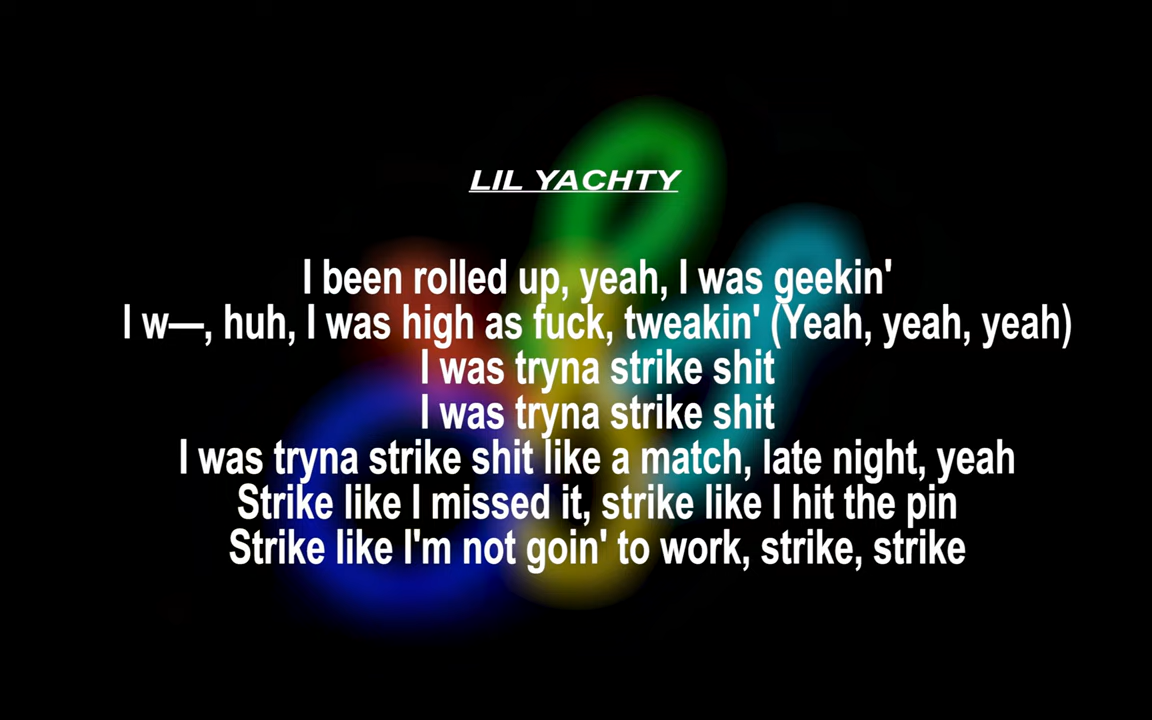 LIL YACHTY
I been rolled up, yeah, I was geekin'
I w—, huh, I was high as fuck, tweakin' (Yeah, yeah, yeah)
I was tryna strike shit
I was tryna strike shit
I was tryna strike shit like a match, late night, yeah
Strike like I missed it, strike like I hit the pin
Strike like I'm not goin' to work, strike, strike